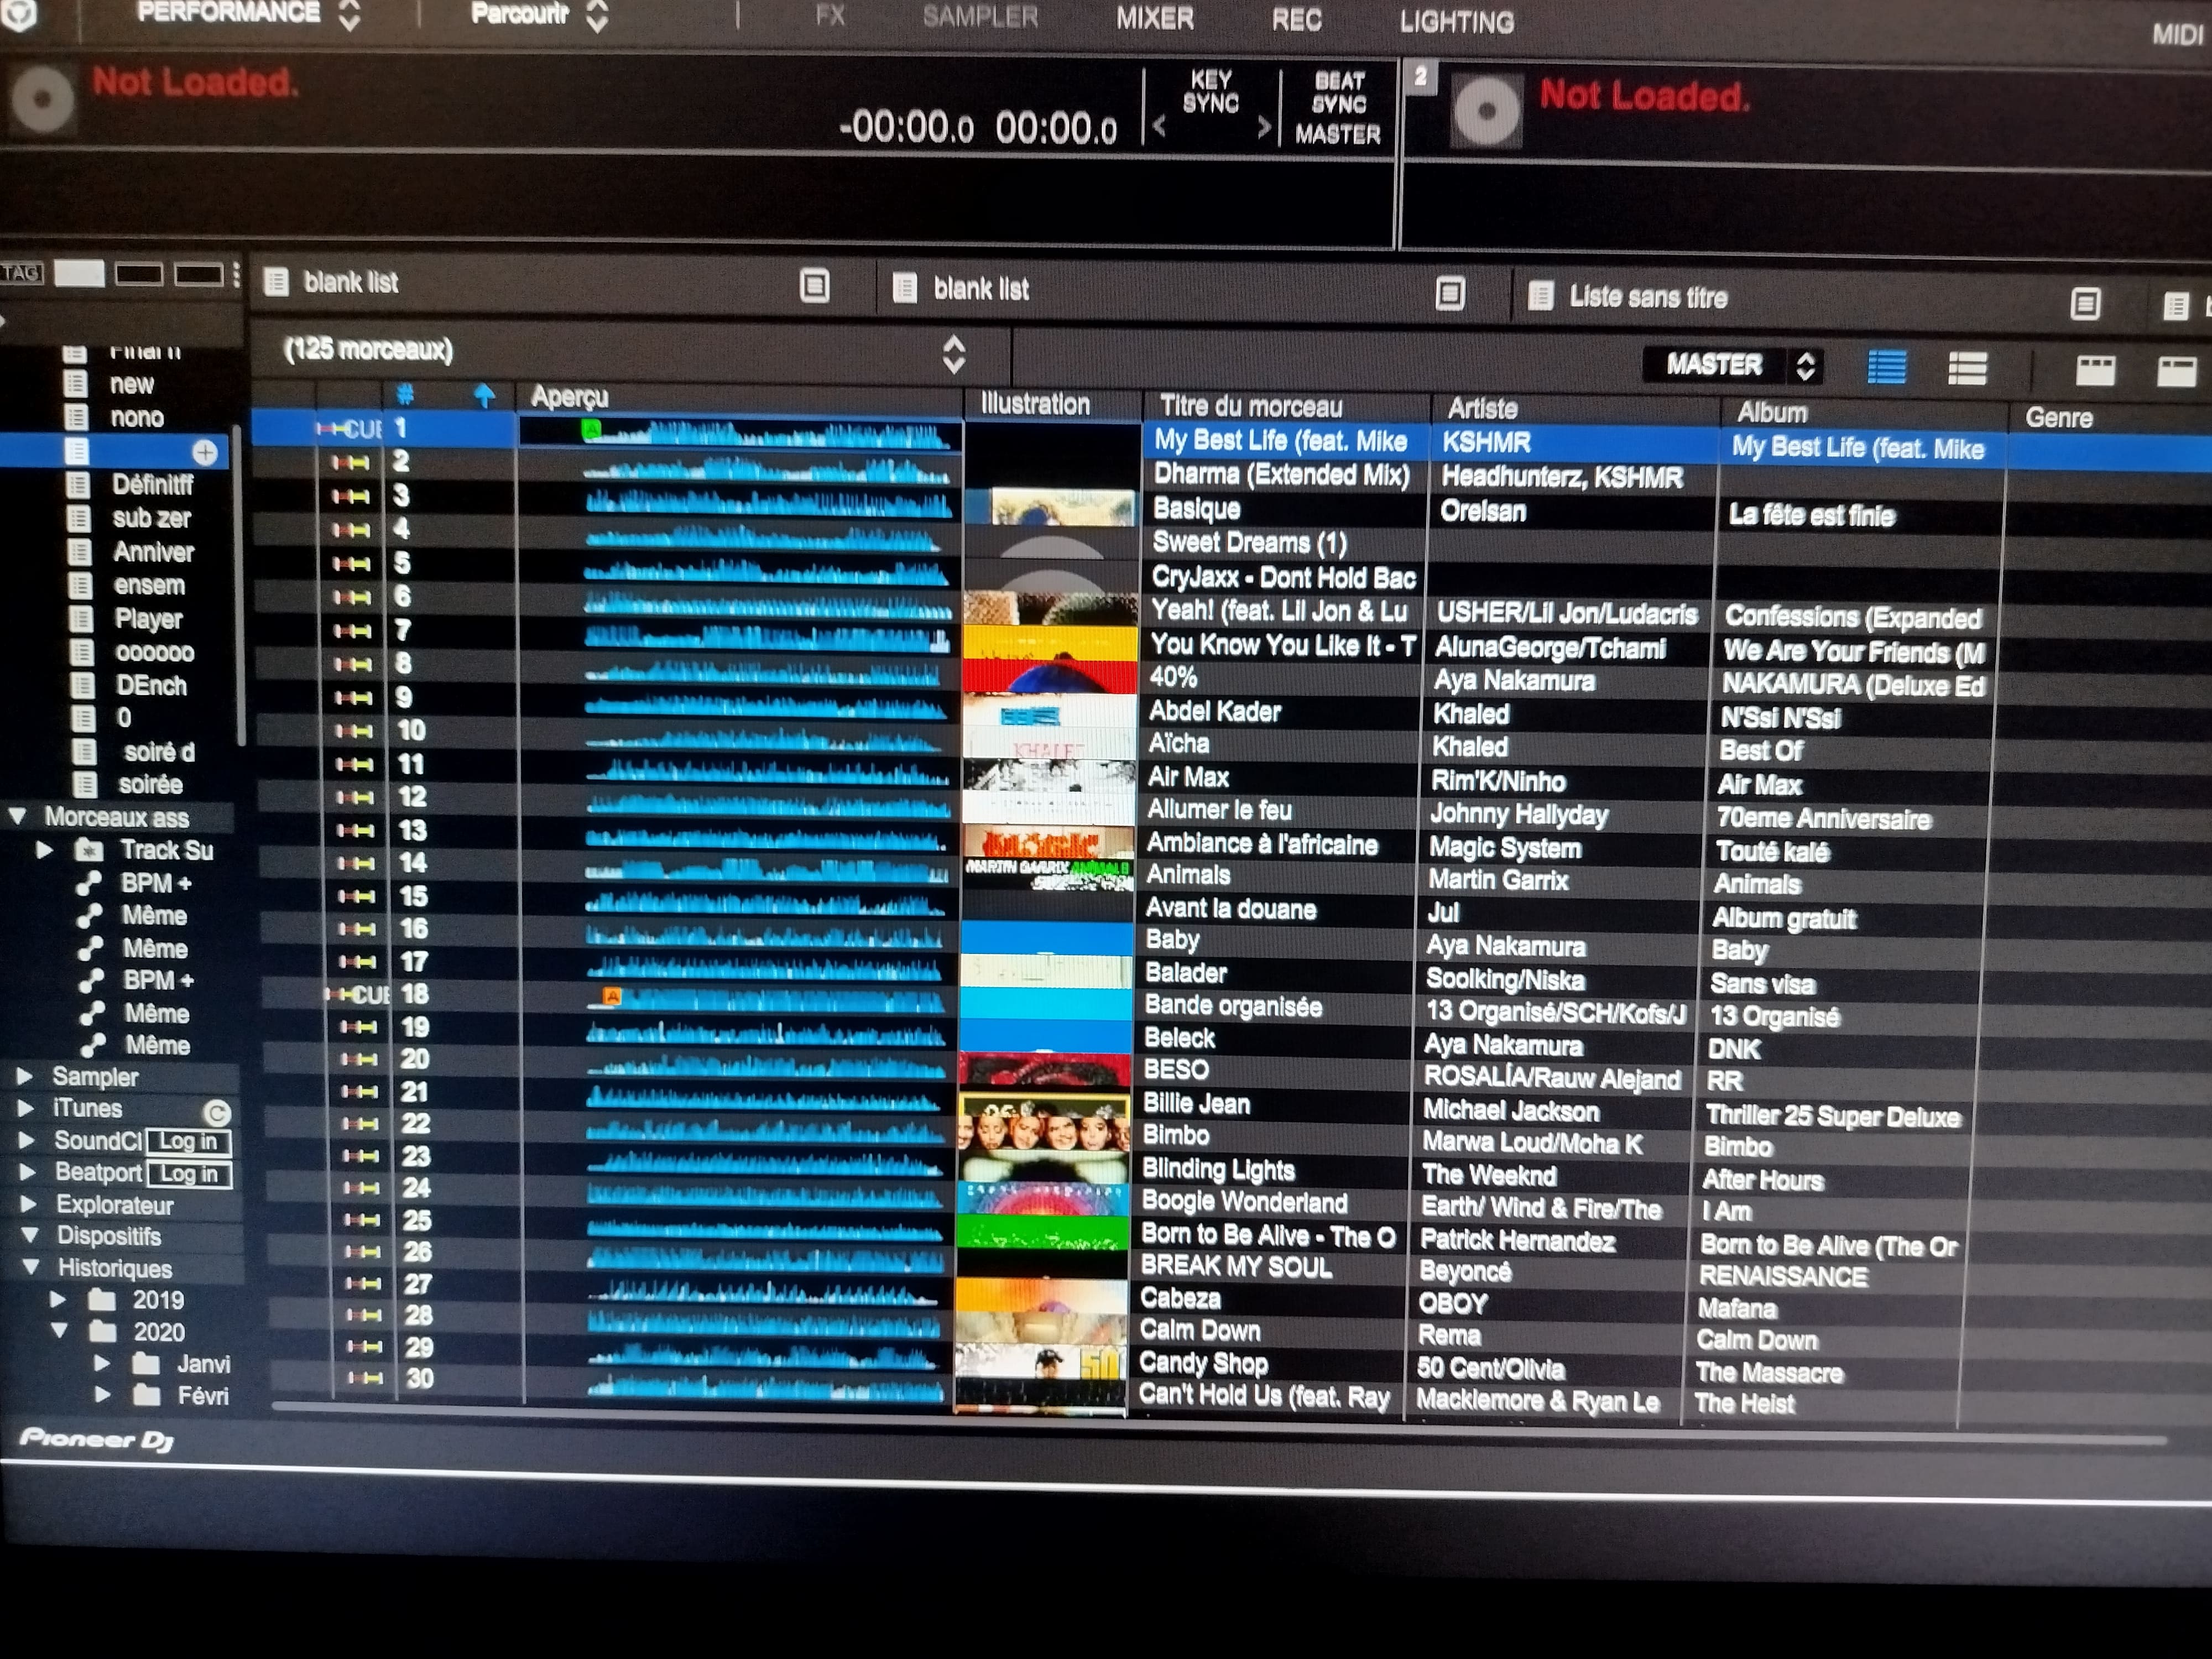 PERFORMANCE Parcourir FX SAMPLER MIXER REC LIGHTING MIDI
Not Loaded. -00:00.0 00:00.0 KEY SYNC BEAT SYNC MASTER 2 Not Loaded.
TAG blank list blank list Liste sans titre
(125 morceaux) MASTER
# Aperçu Illustration Titre du morceau Artiste Album Genre
CUE 1 A My Best Life (feat. Mike KSHMR My Best Life (feat. Mike
2 Dharma (Extended Mix) Headhunterz, KSHMR
3 Basique Orelsan La fête est finie
4 Sweet Dreams (1)
5 CryJaxx - Dont Hold Bac
6 Yeah! (feat. Lil Jon & Lu USHER/Lil Jon/Ludacris Confessions (Expanded
7 You Know You Like It - T AlunaGeorge/Tchami We Are Your Friends (M
8 40% Aya Nakamura NAKAMURA (Deluxe Ed
9 Abdel Kader Khaled N'Ssi N'Ssi
10 KHALED Aïcha Khaled Best Of
11 Air Max Rim'K/Ninho Air Max
12 Allumer le feu Johnny Hallyday 70eme Anniversaire
13 MAGIC Ambiance à l'africaine Magic System Touté kalé
14 MARTIN GARRIX ANIMALS Animals Martin Garrix Animals
15 Avant la douane Jul Album gratuit
16 Baby Aya Nakamura Baby
17 Balader Soolking/Niska Sans visa
CUE 18 A Bande organisée 13 Organisé/SCH/Kofs/J 13 Organisé
19 Beleck Aya Nakamura DNK
20 BESO ROSALÍA/Rauw Alejand RR
21 Billie Jean Michael Jackson Thriller 25 Super Deluxe
22 Bimbo Marwa Loud/Moha K Bimbo
23 Blinding Lights The Weeknd After Hours
24 Boogie Wonderland Earth/ Wind & Fire/The I Am
25 Born to Be Alive - The O Patrick Hernandez Born to Be Alive (The Or
26 BREAK MY SOUL Beyoncé RENAISSANCE
27 Cabeza OBOY Mafana
28 Calm Down Rema Calm Down
29 50 Candy Shop 50 Cent/Olivia The Massacre
30 Can't Hold Us (feat. Ray Macklemore & Ryan Le The Heist
new
nono
Définitff
sub zer
Anniver
ensem
Player
oooooo
DEnch
0
soiré d
soirée
Morceaux ass
Track Su
BPM +
Même
Même
BPM +
Même
Même
Sampler
iTunes
SoundCl Log in
Beatport Log in
Explorateur
Dispositifs
Historiques
2019
2020
Janvi
Févri
Pioneer Dj